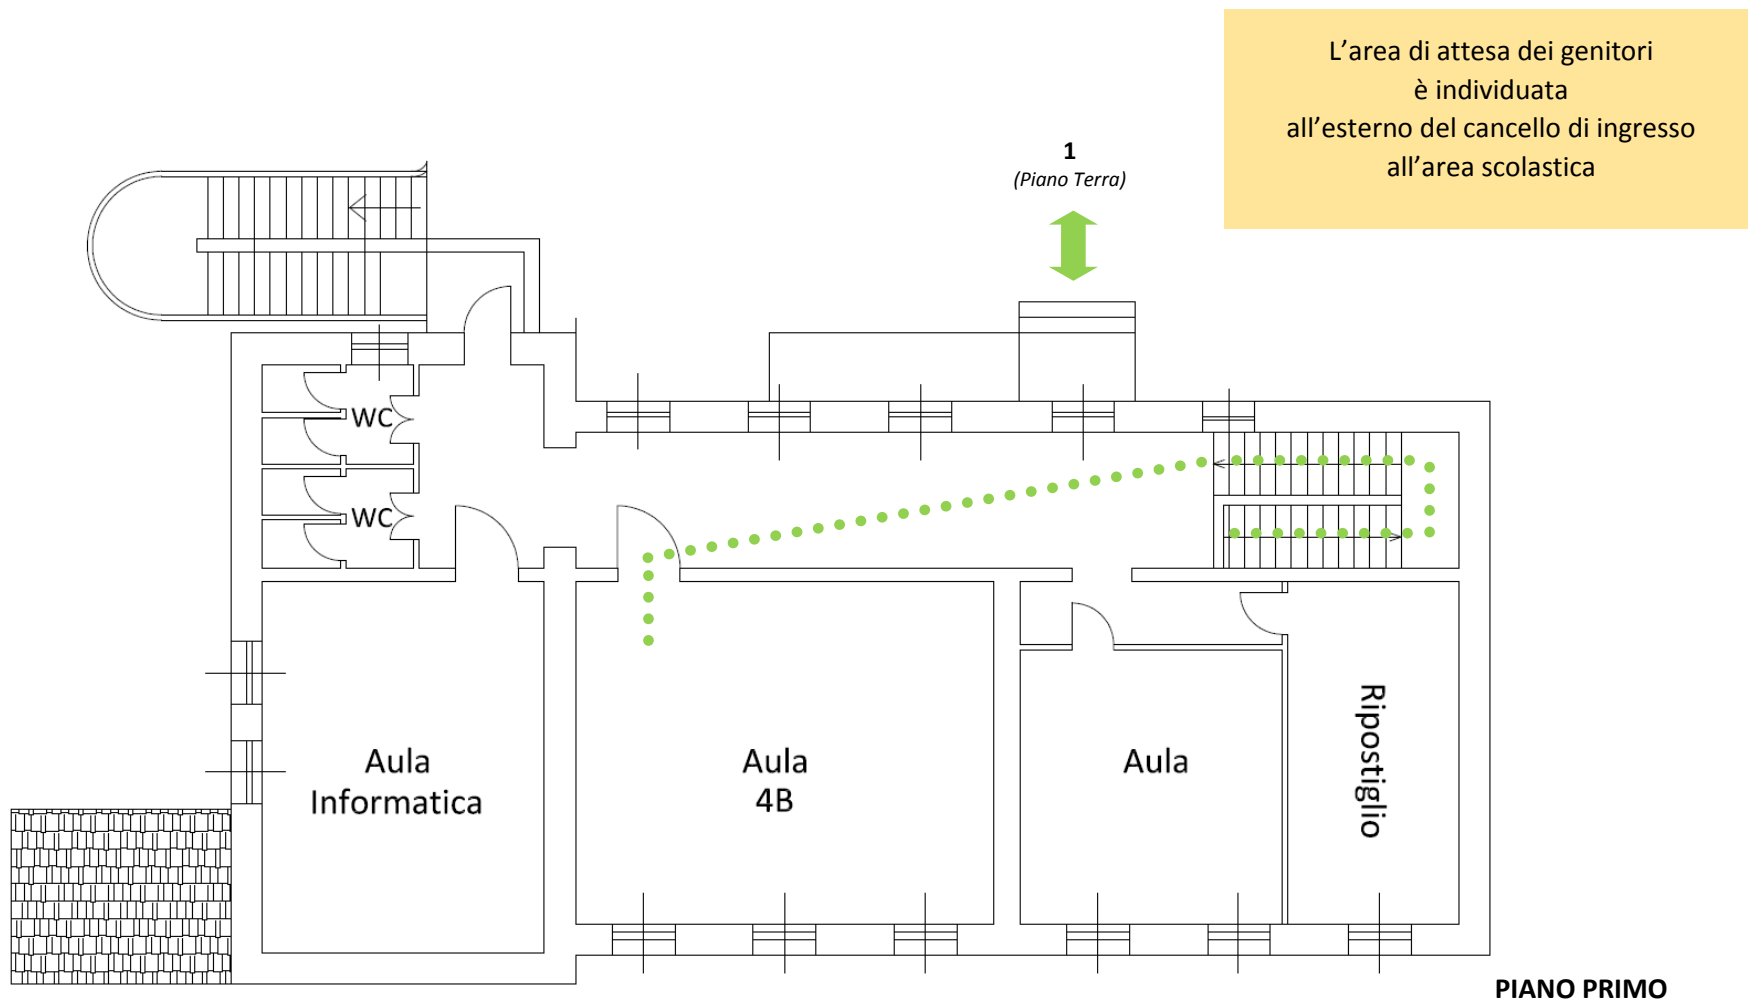 L’area di attesa dei genitori
è individuata
all’esterno del cancello di ingresso
all’area scolastica
1
(Piano Terra)
WC
WC
Aula
Informatica
Aula
4B
Aula
Ripostiglio
PIANO PRIMO